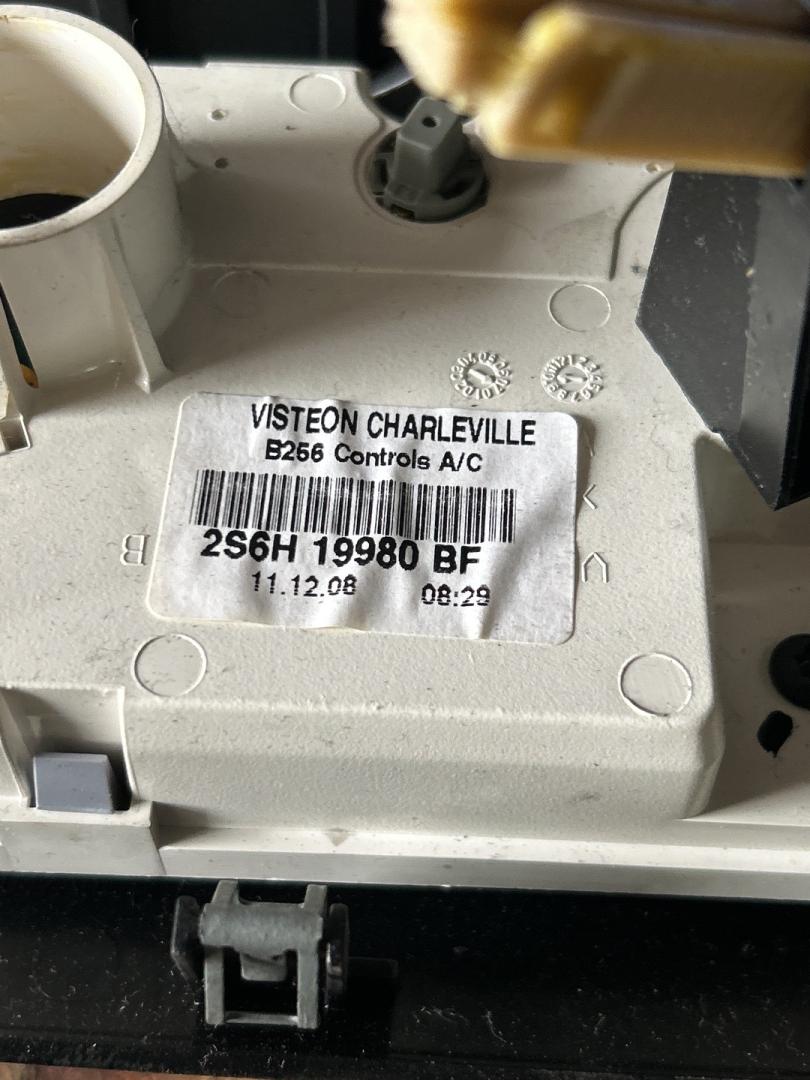 VISTEON CHARLEVILLE
B256 Controls A/C
2S6H 19980 BF
11.12.08 08:29
B